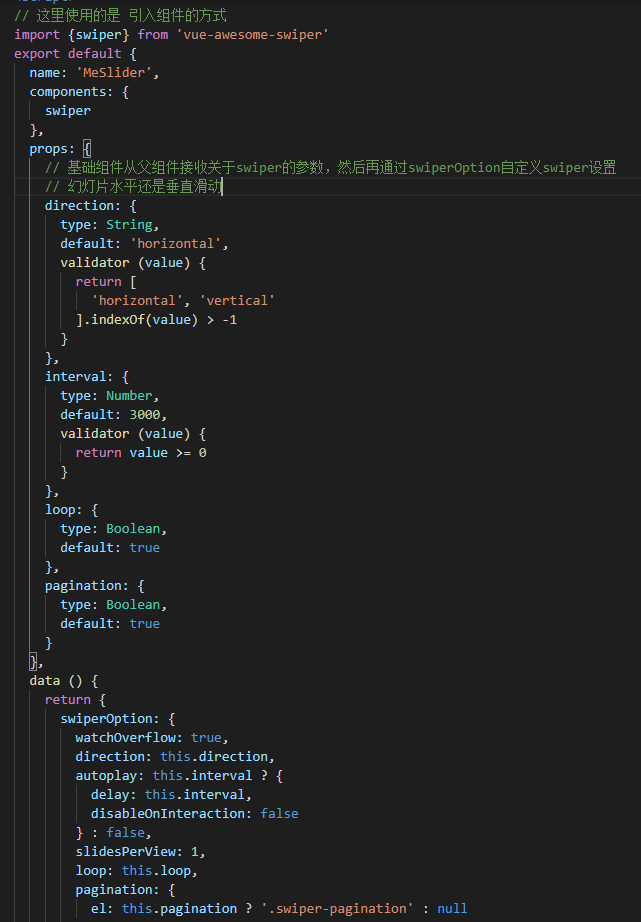 // 这里使用的是 引入组件的方式
import {swiper} from 'vue-awesome-swiper'
export default {
  name: 'MeSlider',
  components: {
    swiper
  },
  props: {
    // 基础组件从父组件接收关于swiper的参数，然后再通过swiperOption自定义swiper设置
    // 幻灯片水平还是垂直滑动
    direction: {
      type: String,
      default: 'horizontal',
      validator (value) {
        return [
          'horizontal', 'vertical'
        ].indexOf(value) > -1
      }
    },
    interval: {
      type: Number,
      default: 3000,
      validator (value) {
        return value >= 0
      }
    },
    loop: {
      type: Boolean,
      default: true
    },
    pagination: {
      type: Boolean,
      default: true
    }
  },
  data () {
    return {
      swiperOption: {
        watchOverflow: true,
        direction: this.direction,
        autoplay: this.interval ? {
          delay: this.interval,
          disableOnInteraction: false
        } : false,
        slidesPerView: 1,
        loop: this.loop,
        pagination: {
          el: this.pagination ? '.swiper-pagination' : null